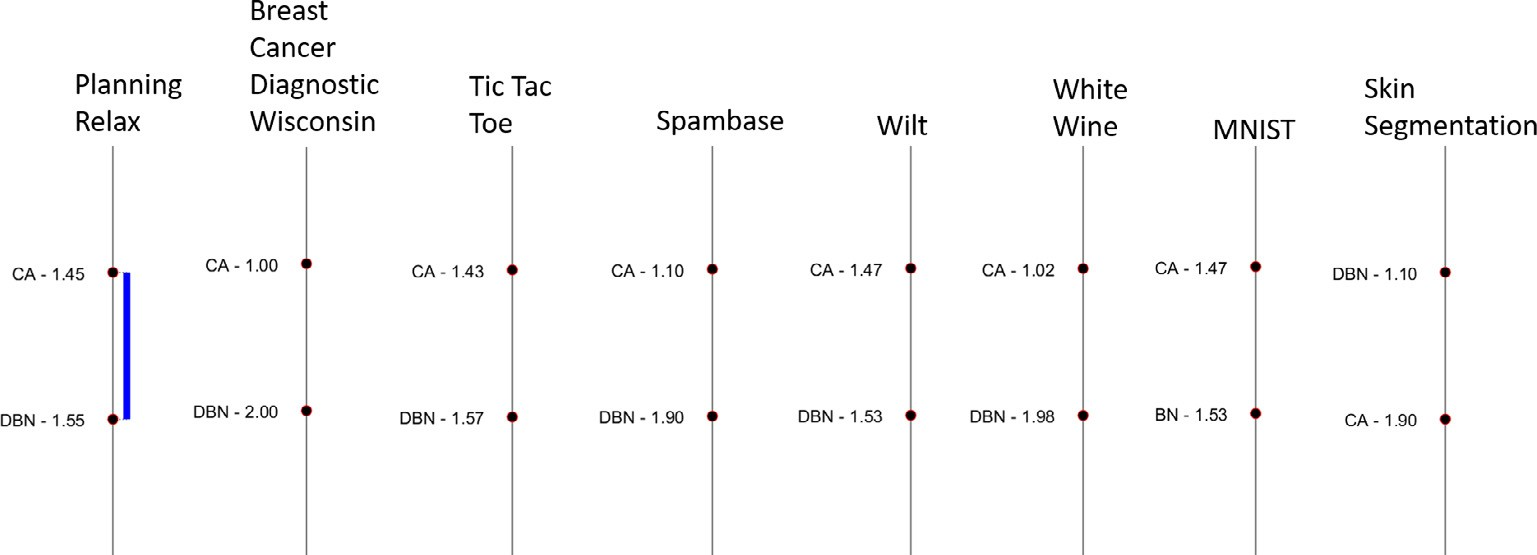 Planning
Relax
CA - 1.45
DBN - 1.55
Breast
Cancer
Diagnostic
Wisconsin
CA - 1.00
DBN - 2.00
Tic Tac
Toe
CA - 1.43
DBN - 1.57
Spambase
CA - 1.10
DBN - 1.90
Wilt
CA - 1.47
DBN - 1.53
White
Wine
CA - 1.02
DBN - 1.98
MNIST
CA - 1.47
BN - 1.53
Skin
Segmentation
DBN - 1.10
CA - 1.90